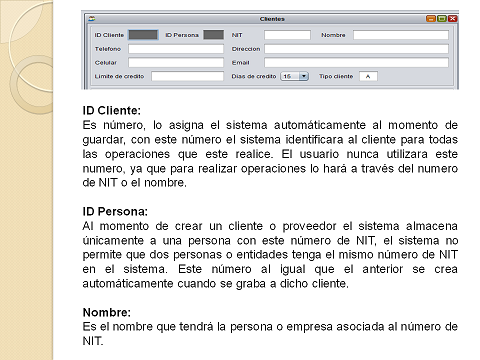 Clientes
ID Cliente ID Persona NIT Nombre
Telefono Direccion
Celular Email
Limite de credito Dias de credito 15 Tipo cliente A
ID Cliente:
Es número, lo asigna el sistema automáticamente al momento de
guardar, con este número el sistema identificara al cliente para todas
las operaciones que este realice. El usuario nunca utilizara este
numero, ya que para realizar operaciones lo hará a través del numero
de NIT o el nombre.
ID Persona:
Al momento de crear un cliente o proveedor el sistema almacena
únicamente a una persona con este número de NIT, el sistema no
permite que dos personas o entidades tenga el mismo número de NIT
en el sistema. Este número al igual que el anterior se crea
automáticamente cuando se graba a dicho cliente.
Nombre:
Es el nombre que tendrá la persona o empresa asociada al número de
NIT.